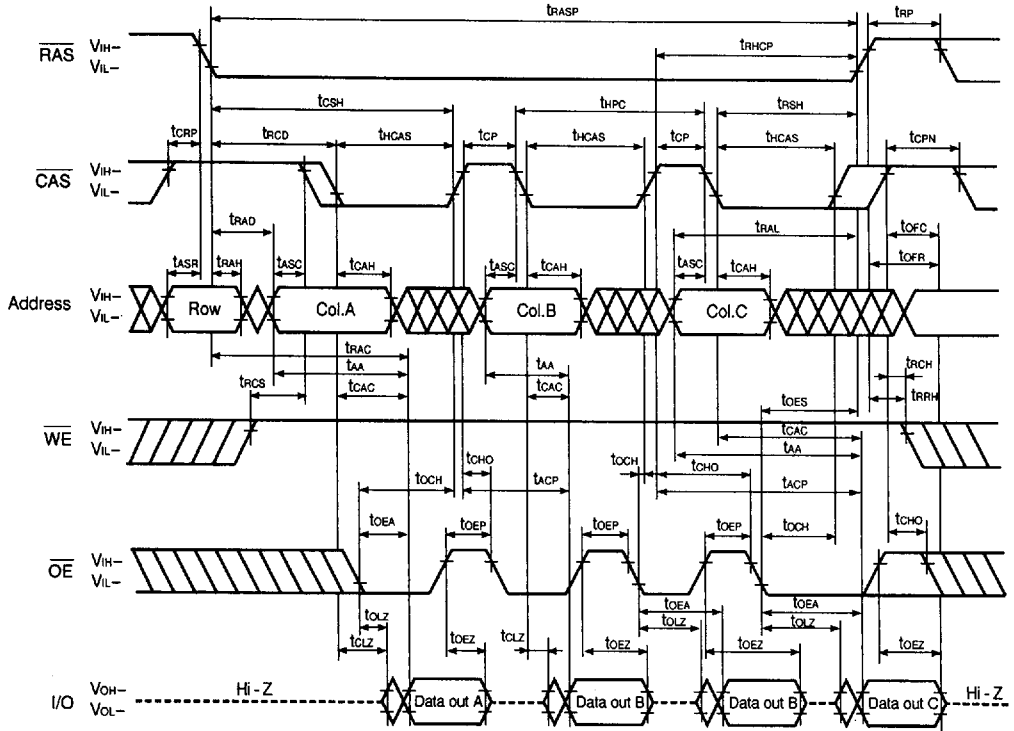 tRASP tRP
RAS VIH– tRHCP
VIL–
tCSH tHPC tRSH
tCRP tRCD tHCAS tCP tHCAS tCP tHCAS tCPN
CAS VIH–
VIL–
tRAD tRAL tOFC
tASR tRAH tASC tCAH tASC tCAH tASC tCAH tOFR
Address VIH– Row Col.A Col.B Col.C
VIL–
tRAC tRCH
tAA tAA
tRCS tCAC tCAC tOES tRRH
WE VIH– tCAC
VIL– tAA
tCHO tOCH tCHO
tOCH tACP tACP
tOEA tOEP tOEP tOEP tOCH tCHO
OE VIH–
VIL–
tOEA tOEA
tOLZ tOLZ tOLZ
tCLZ tOEZ tCLZ tOEZ tOEZ tOEZ
I/O VOH– Hi - Z Data out A Data out B Data out B Data out C Hi - Z
VOL–